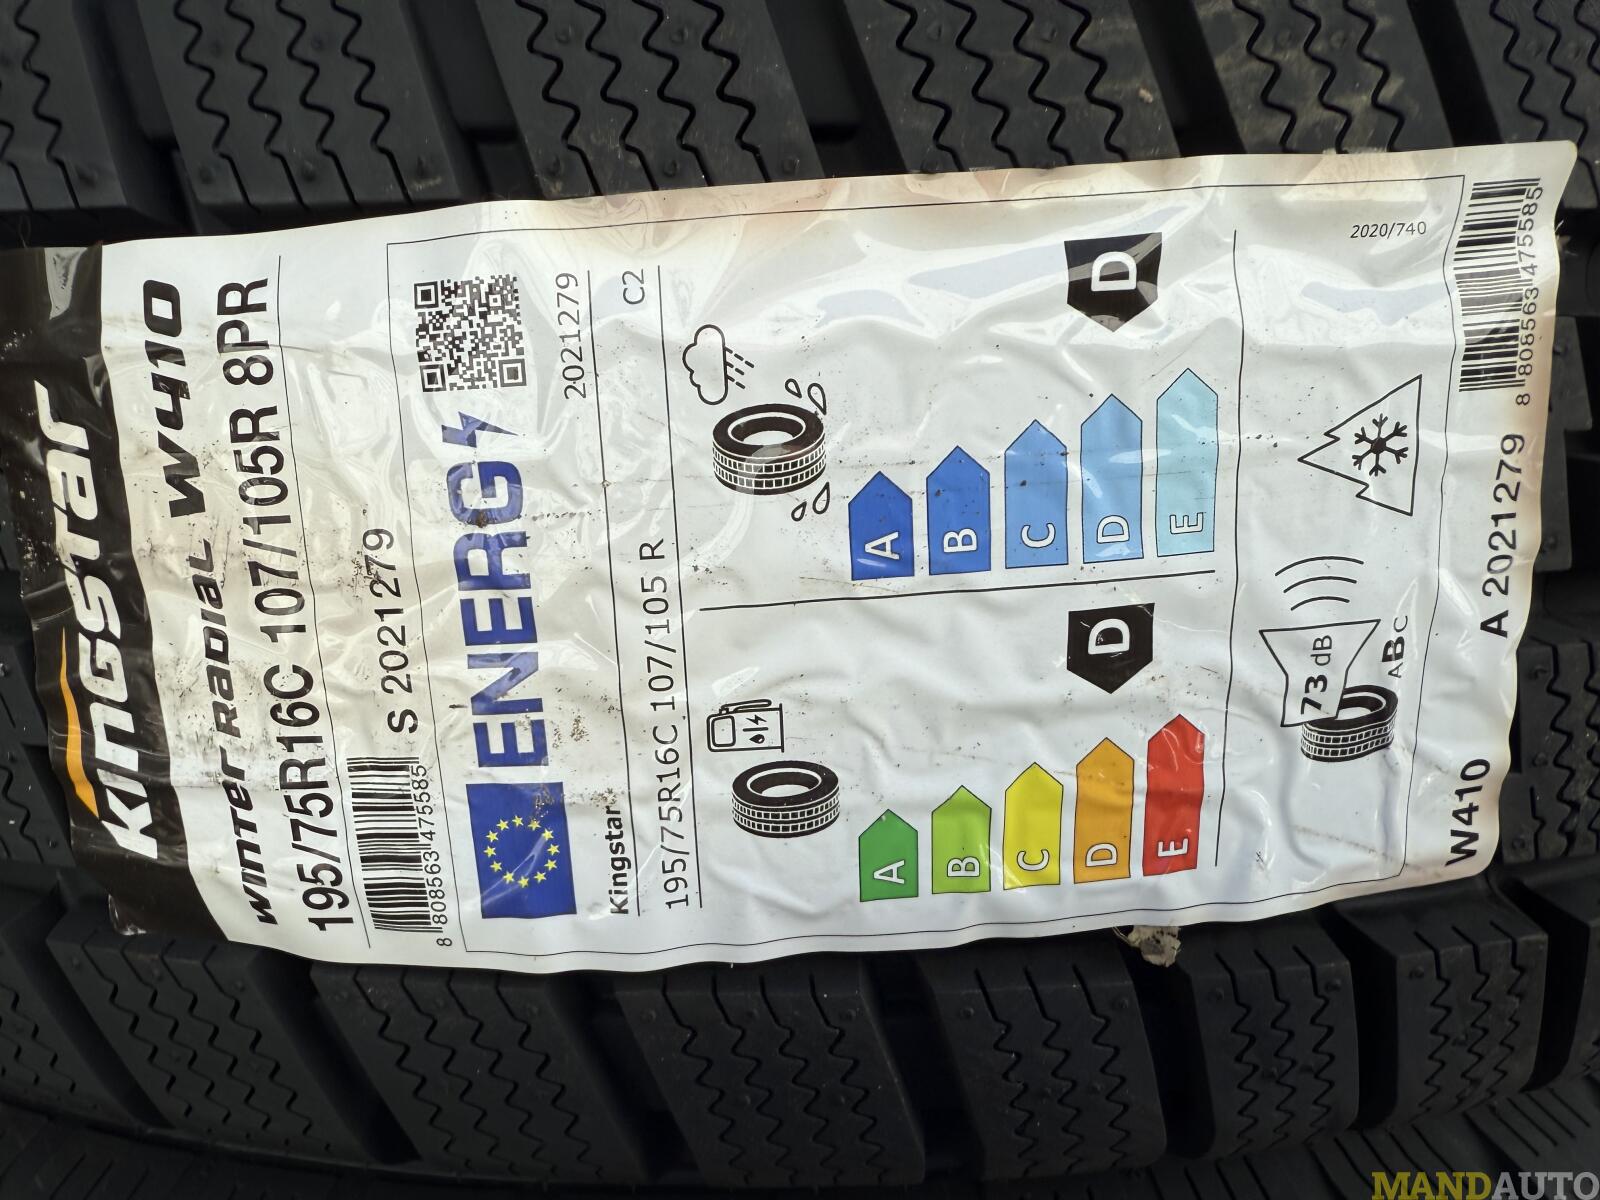 Kingstar
WINTER RADIAL W410
195/75R16C 107/105R 8PR
8 808563 475585
S 2021279
ENERG
2021279
Kingstar
195/75R16C 107/105 R
C2
A
B
C
D
E
D
A
B
C
D
E
D
73 dB
ABC
2020/740
W410
A 2021279
8 808563 475585
MANDAUTO